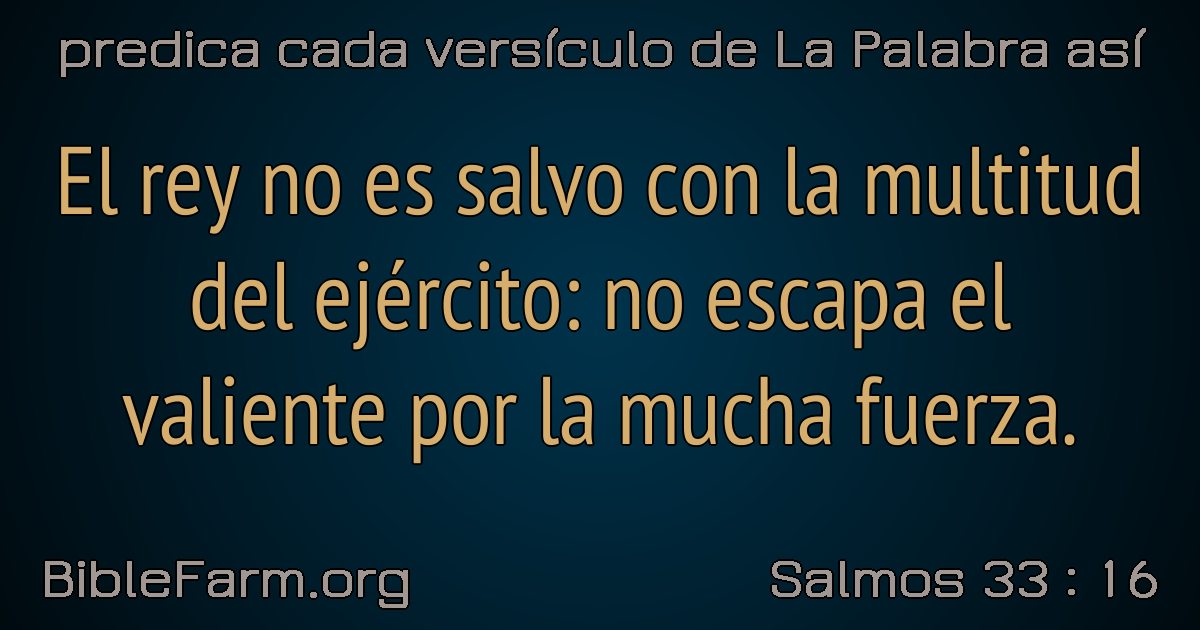 predica cada versículo de La Palabra así
El rey no es salvo con la multitud
del ejército: no escapa el
valiente por la mucha fuerza.
BibleFarm.org
Salmos 33 : 16